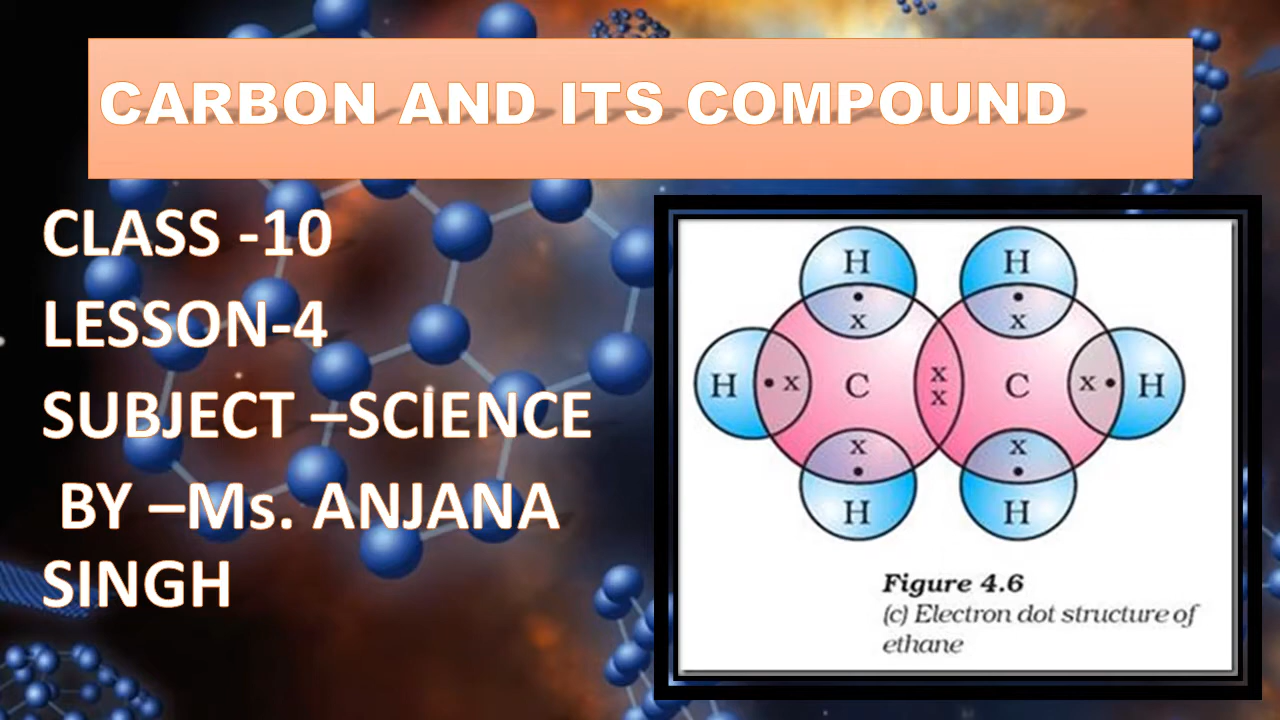 CARBON AND ITS COMPOUND
CLASS -10
LESSON-4
SUBJECT –SCIENCE
BY –Ms. ANJANA
SINGH
H H
• •
x x
H • x C x x C x • H
x x
• •
H H
Figure 4.6
(c) Electron dot structure of
ethane